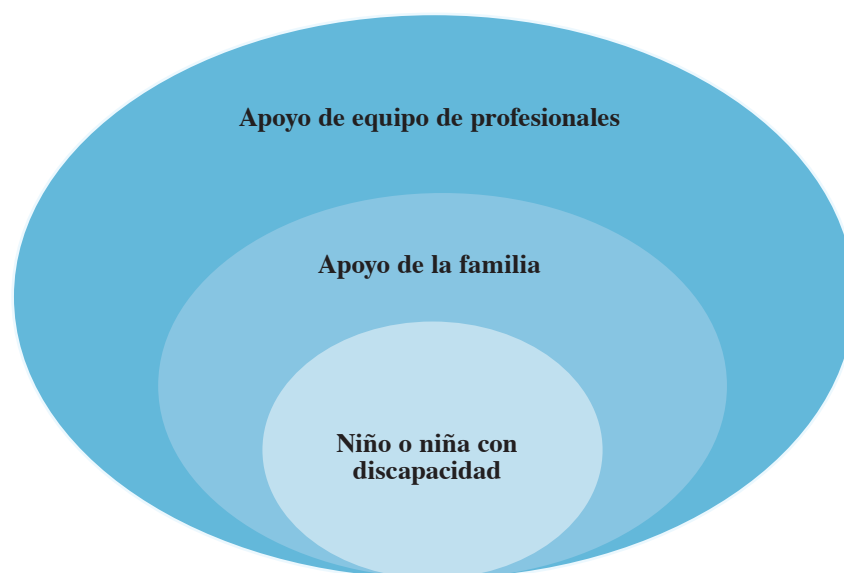 Apoyo de equipo de profesionales
Apoyo de la familia
Niño o niña con
discapacidad